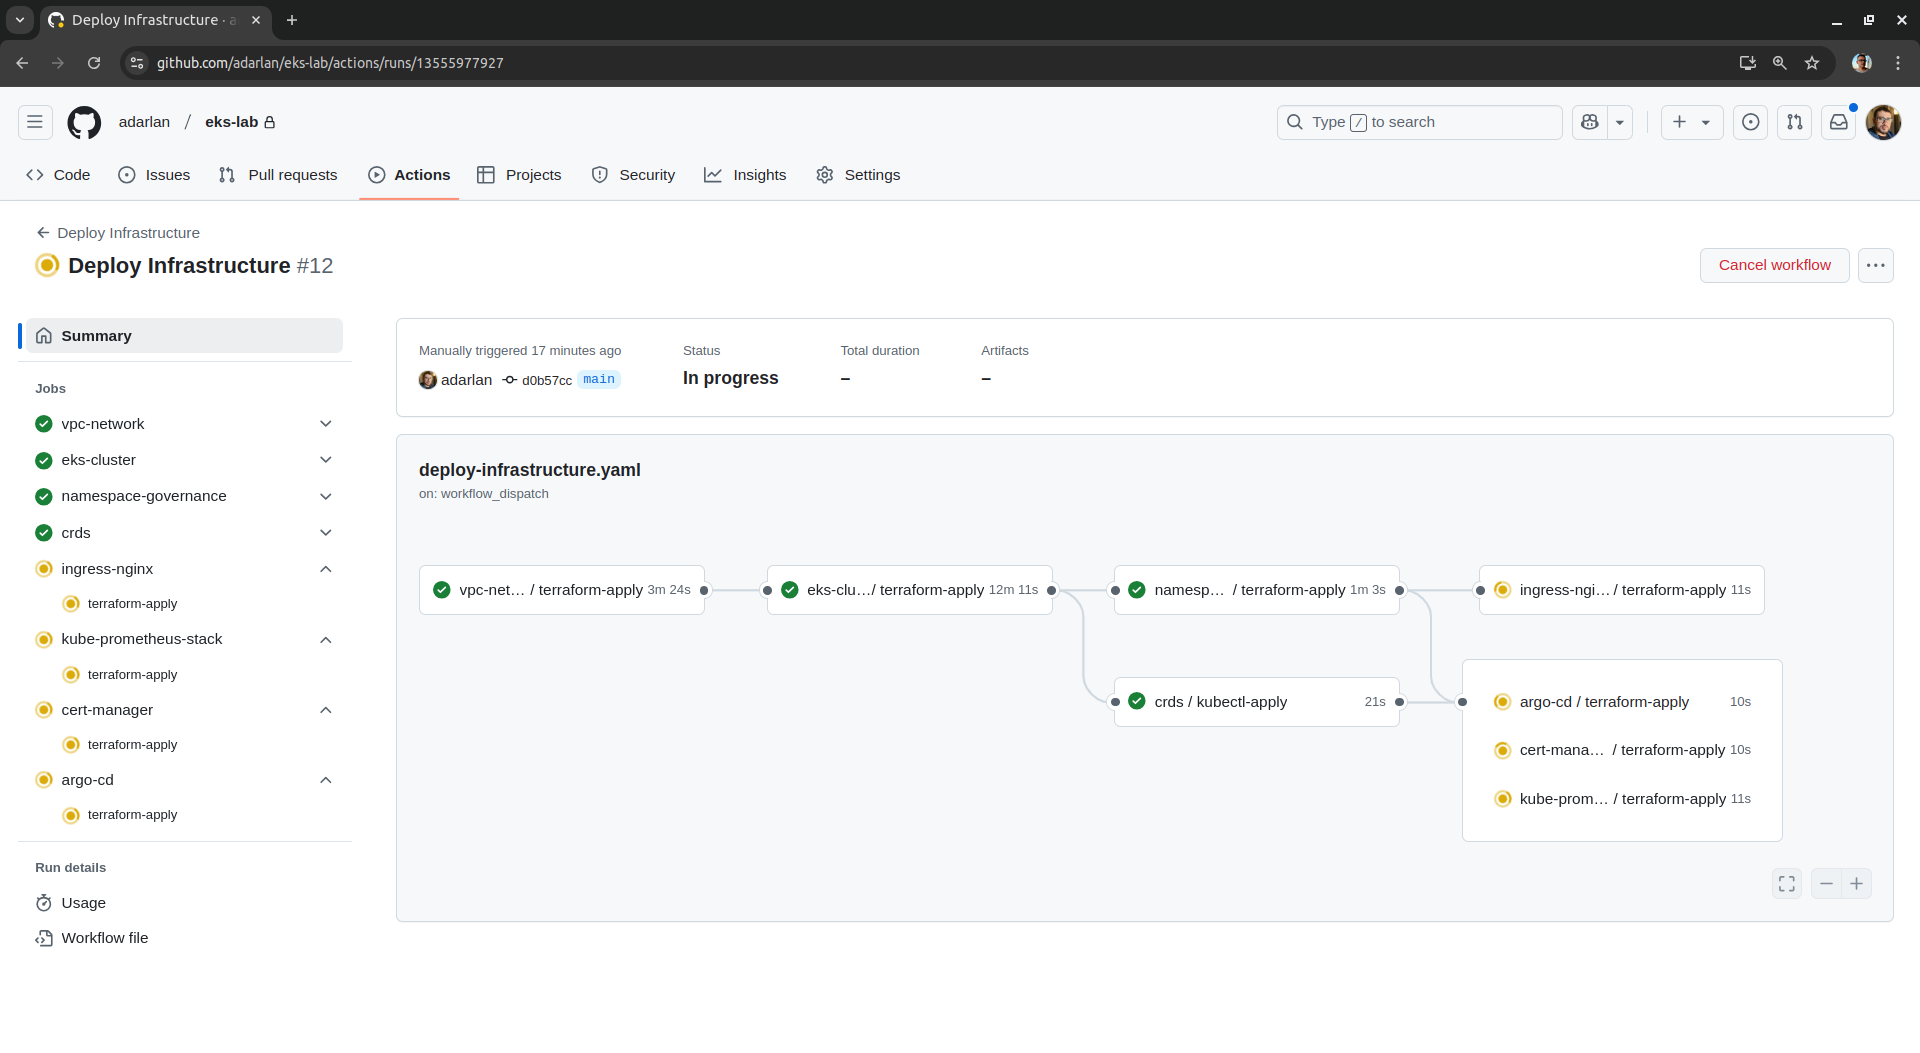 Deploy Infrastructure · a
github.com/adarlan/eks-lab/actions/runs/13555977927
adarlan / eks-lab
Type / to search
Code Issues Pull requests Actions Projects Security Insights Settings
Deploy Infrastructure
Deploy Infrastructure #12
Cancel workflow
Summary
Jobs
vpc-network
eks-cluster
namespace-governance
crds
ingress-nginx
terraform-apply
kube-prometheus-stack
terraform-apply
cert-manager
terraform-apply
argo-cd
terraform-apply
Run details
Usage
Workflow file
Manually triggered 17 minutes ago
adarlan d0b57cc main
Status
In progress
Total duration
–
Artifacts
–
deploy-infrastructure.yaml
on: workflow_dispatch
vpc-net… / terraform-apply 3m 24s
eks-clu… / terraform-apply 12m 11s
namesp… / terraform-apply 1m 3s
ingress-ngi… / terraform-apply 11s
crds / kubectl-apply 21s
argo-cd / terraform-apply 10s
cert-mana… / terraform-apply 10s
kube-prom… / terraform-apply 11s